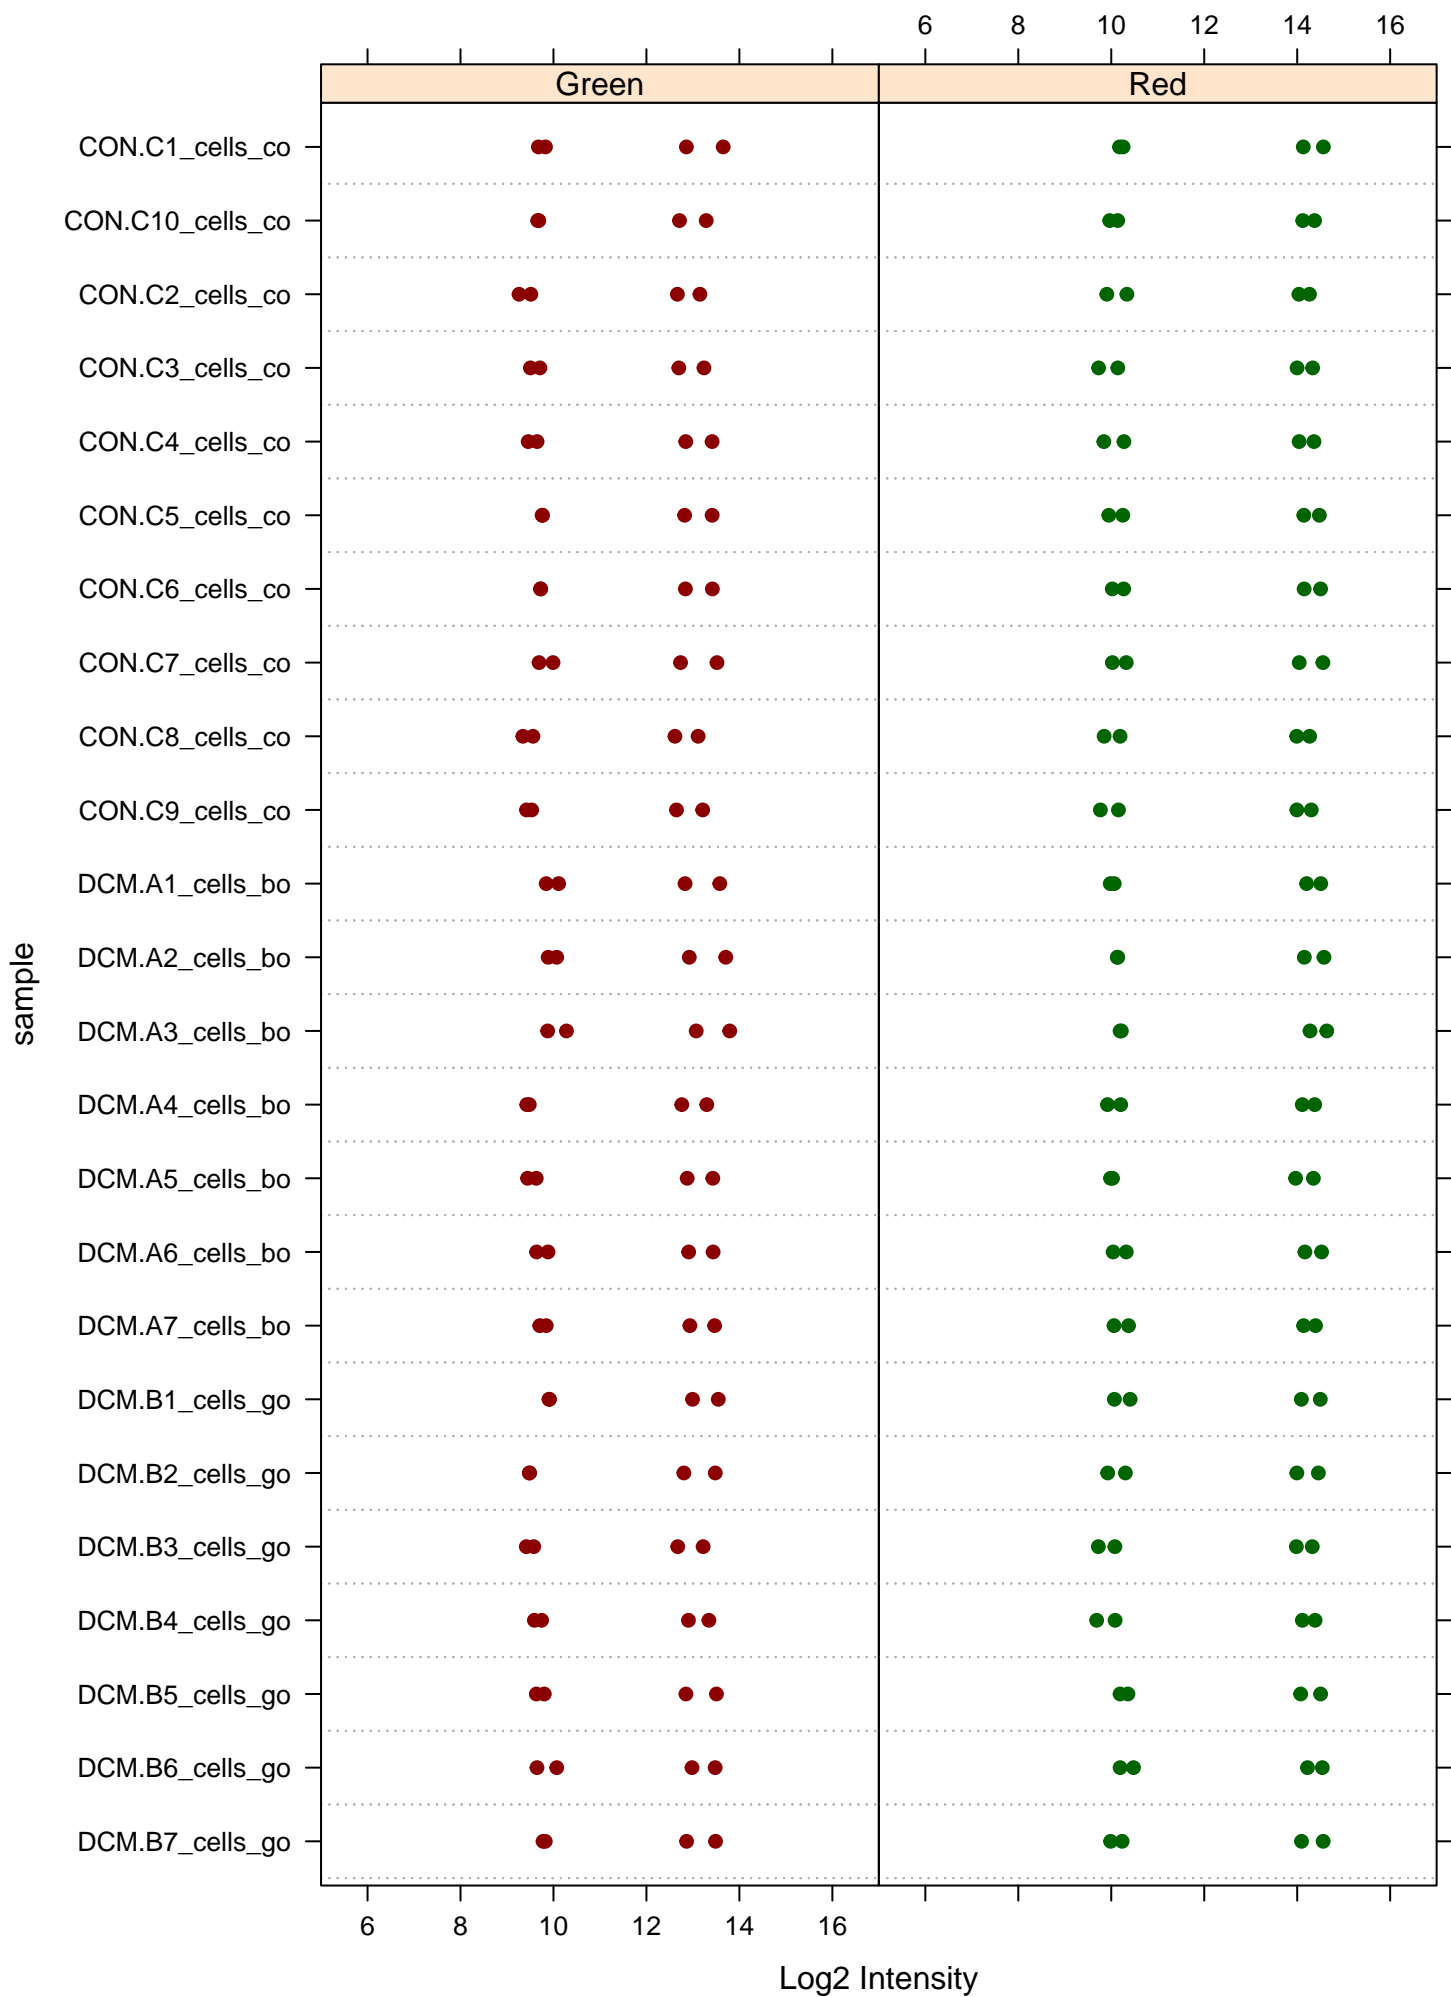 6 8 10 12 14 16
Green Red
CON.C1_cells_co
CON.C10_cells_co
CON.C2_cells_co
CON.C3_cells_co
CON.C4_cells_co
CON.C5_cells_co
CON.C6_cells_co
CON.C7_cells_co
CON.C8_cells_co
CON.C9_cells_co
DCM.A1_cells_bo
DCM.A2_cells_bo
DCM.A3_cells_bo
DCM.A4_cells_bo
DCM.A5_cells_bo
DCM.A6_cells_bo
DCM.A7_cells_bo
DCM.B1_cells_go
DCM.B2_cells_go
DCM.B3_cells_go
DCM.B4_cells_go
DCM.B5_cells_go
DCM.B6_cells_go
DCM.B7_cells_go
sample
6 8 10 12 14 16
Log2 Intensity